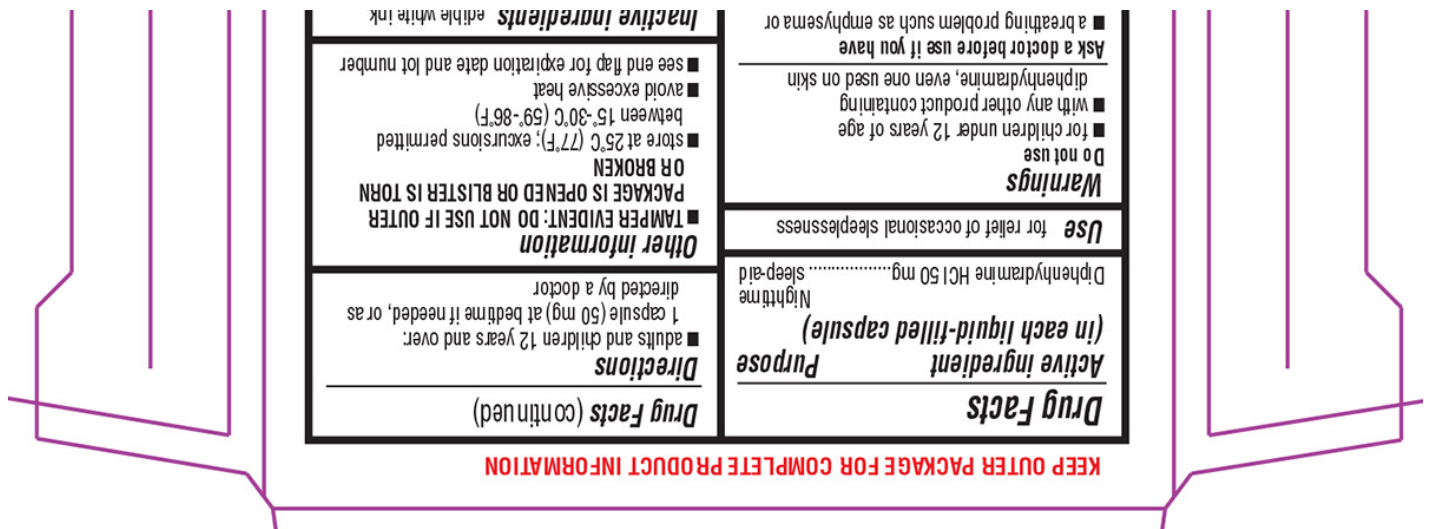 KEEP OUTER PACKAGE FOR COMPLETE PRODUCT INFORMATION
Drug Facts
Active ingredient Purpose
(in each liquid-filled capsule)
Nighttime
Diphenhydramine HCl 50 mg.................. sleep-aid
Use for relief of occasional sleeplessness
Warnings
Do not use
■ for children under 12 years of age
■ with any other product containing
diphenhydramine, even one used on skin
Ask a doctor before use if you have
■ a breathing problem such as emphysema or
Drug Facts (continued)
Directions
■ adults and children 12 years and over:
1 capsule (50 mg) at bedtime if needed, or as
directed by a doctor
Other information
■ TAMPER EVIDENT: DO NOT USE IF OUTER
PACKAGE IS OPENED OR BLISTER IS TORN
OR BROKEN
■ store at 25°C (77°F); excursions permitted
between 15°-30°C (59°-86°F)
■ avoid excessive heat
■ see end flap for expiration date and lot number
Inactive ingredients edible white ink